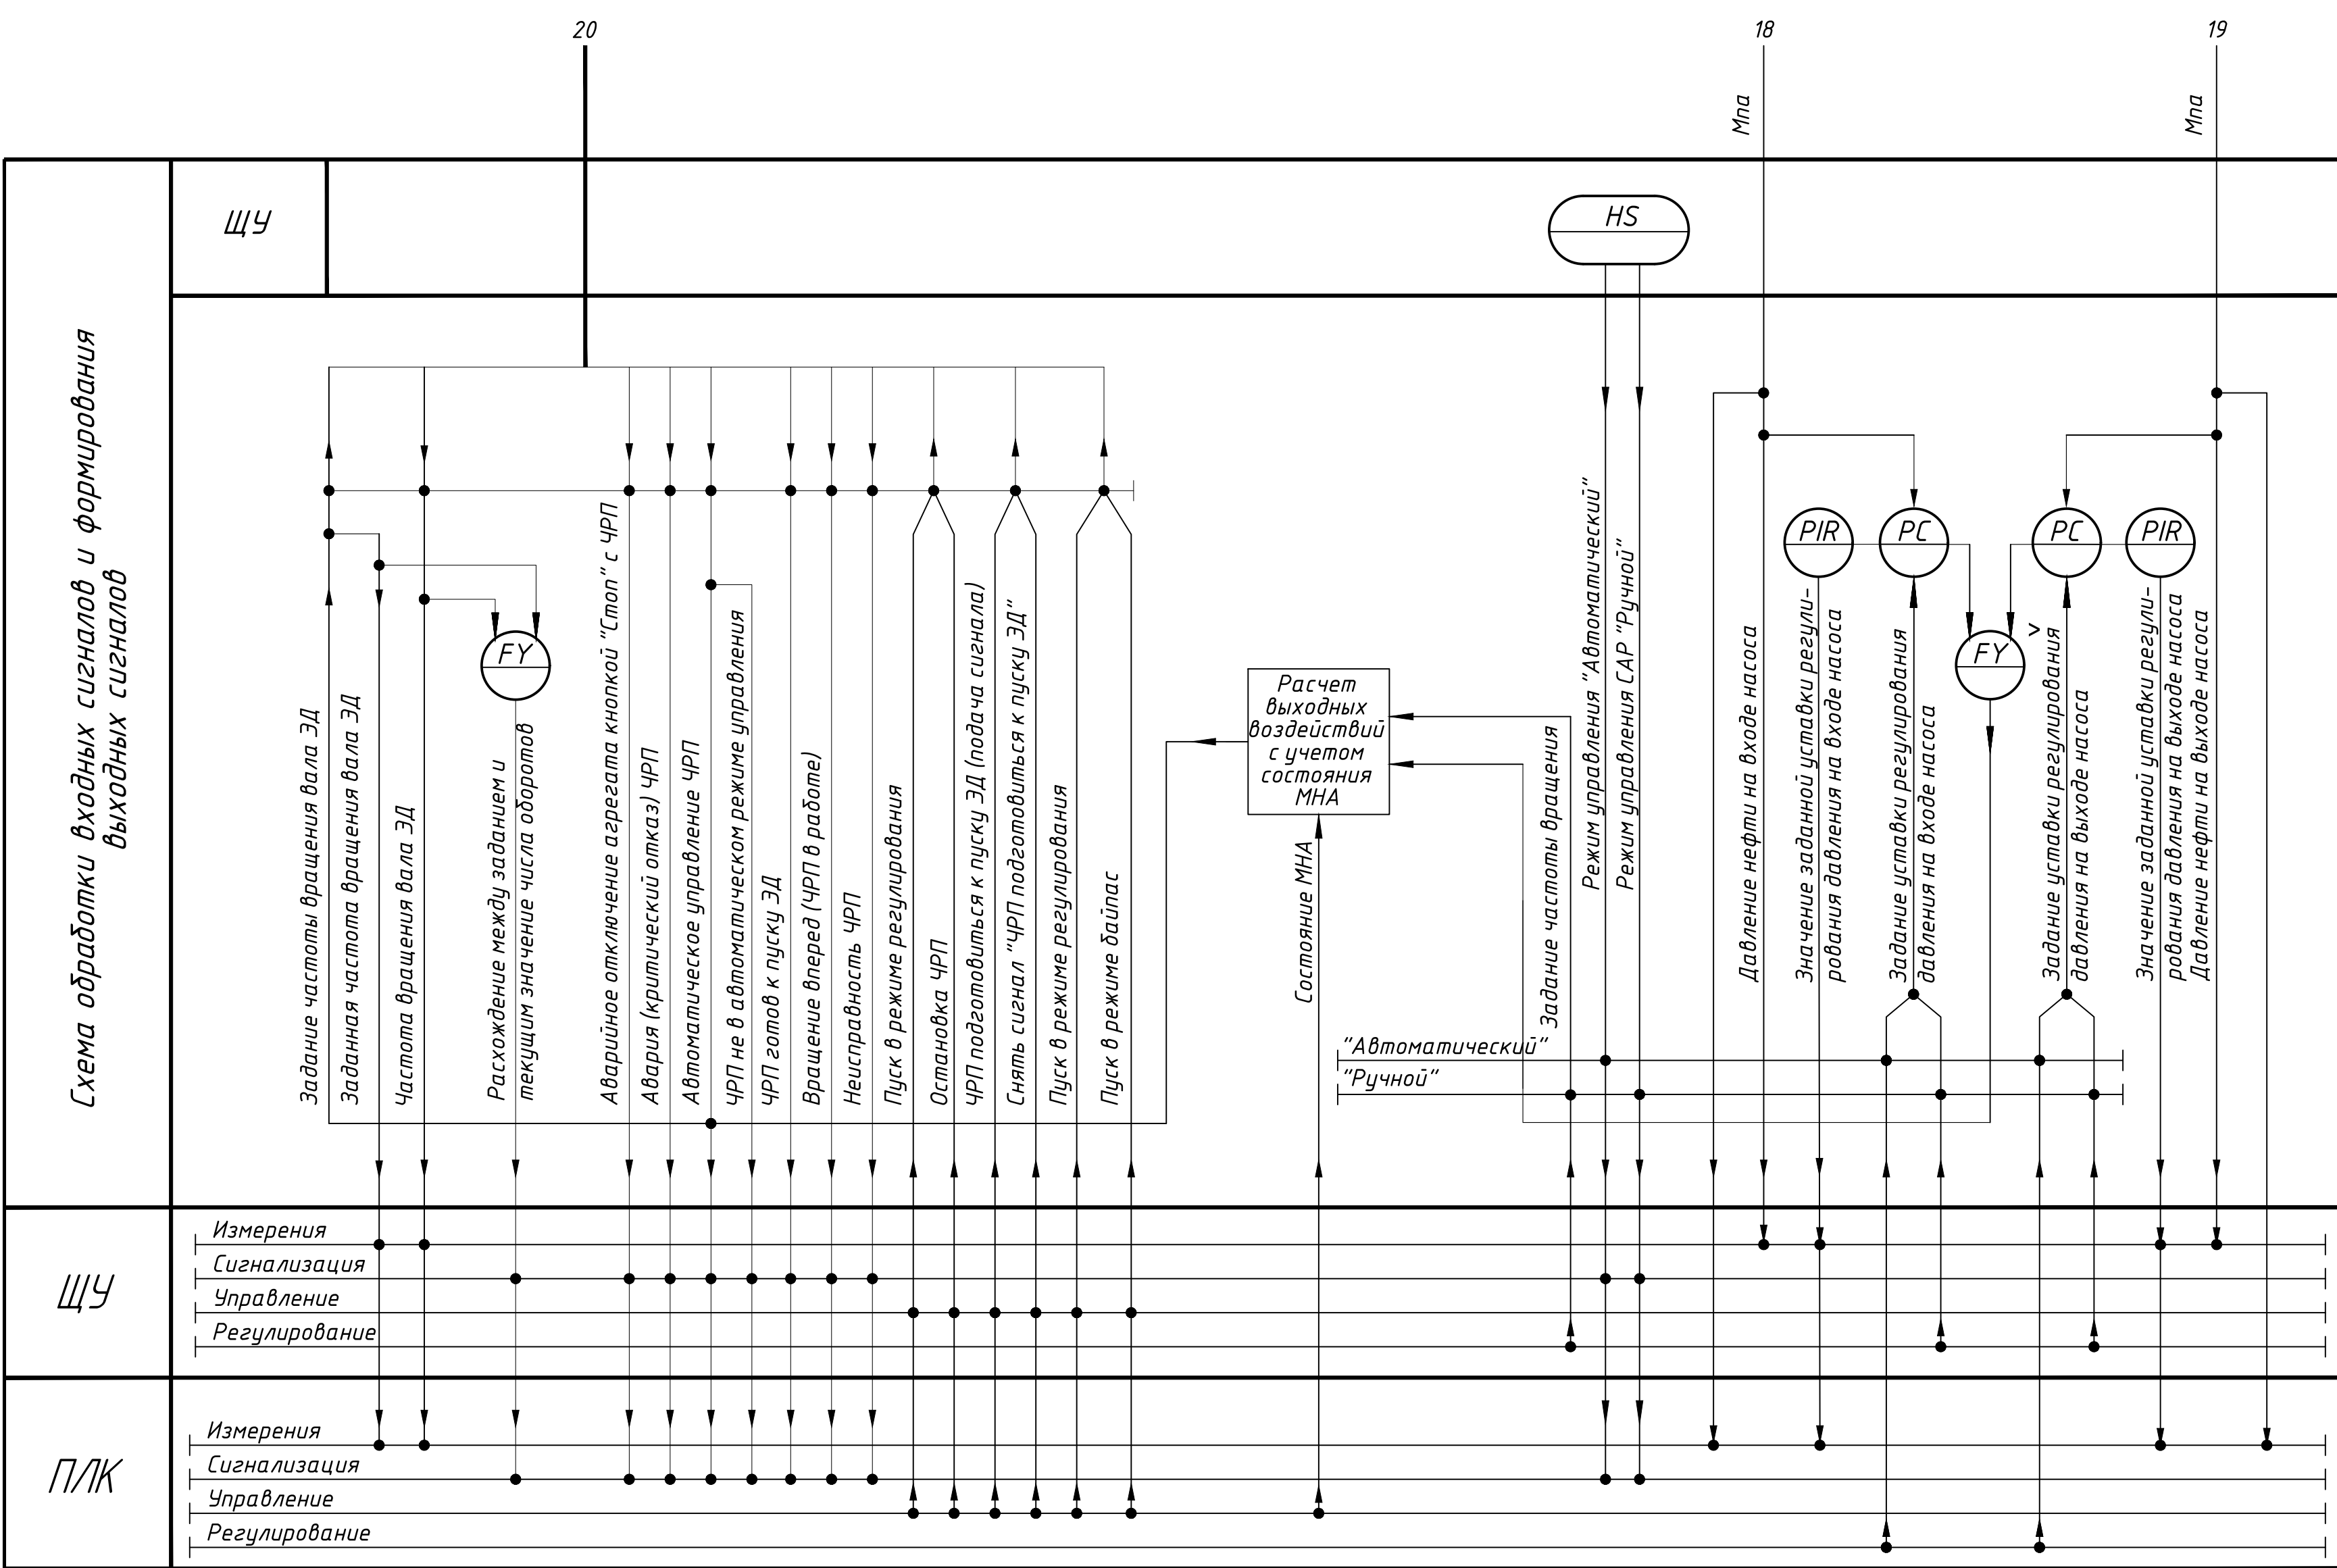 20
18
19
Мпа
Мпа
ЩУ
HS
Схема обработки входных сигналов и формирования
выходных сигналов
Задание частоты вращения вала ЭД
Заданная частота вращения вала ЭД
Частота вращения вала ЭД
FY
Расхождение между заданием и
текущим значение числа оборотов
Аварийное отключение агрегата кнопкой "Стоп" с ЧРП
Авария (критический отказ) ЧРП
Автоматическое управление ЧРП
ЧРП не в автоматическом режиме управления
ЧРП готов к пуску ЭД
Вращение вперед (ЧРП в работе)
Неисправность ЧРП
Пуск в режиме регулирования
Остановка ЧРП
ЧРП подготовиться к пуску ЭД (подача сигнала)
Снять сигнал "ЧРП подготовиться к пуску ЭД"
Пуск в режиме регулирования
Пуск в режиме байпас
Расчет
выходных
воздействий
с учетом
состояния
МНА
Состояние МНА
Задание частоты вращения
Режим управления "Автоматический"
Режим управления САР "Ручной"
Давление нефти на входе насоса
PIR
PC
PC
PIR
FY
>
Значение заданной уставки регули-
рования давления на входе насоса
Задание уставки регулирования
давления на входе насоса
Задание уставки регулирования
давления на выходе насоса
Значение заданной уставки регули-
рования давления на выходе насоса
Давление нефти на выходе насоса
"Автоматический"
"Ручной"
ЩУ
Измерения
Сигнализация
Управление
Регулирование
ПЛК
Измерения
Сигнализация
Управление
Регулирование